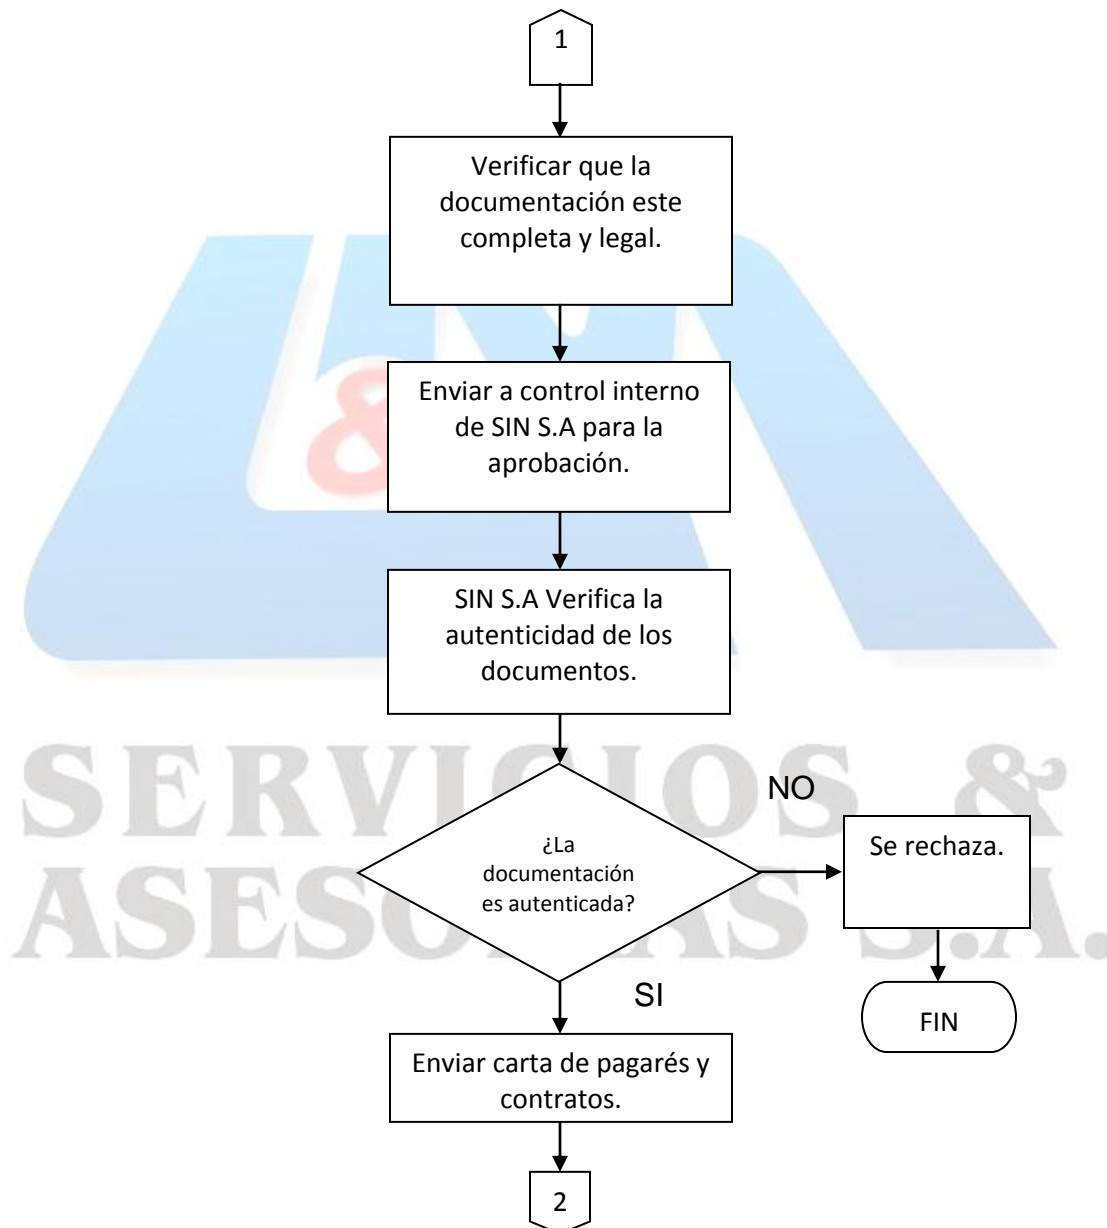 1
Verificar que la
documentación este
completa y legal.
Enviar a control interno
de SIN S.A para la
aprobación.
SIN S.A Verifica la
autenticidad de los
documentos.
¿La
documentación
es autenticada?
NO
Se rechaza.
FIN
SI
Enviar carta de pagarés y
contratos.
2
L&M
SERVICIOS &
ASESORIAS S.A.